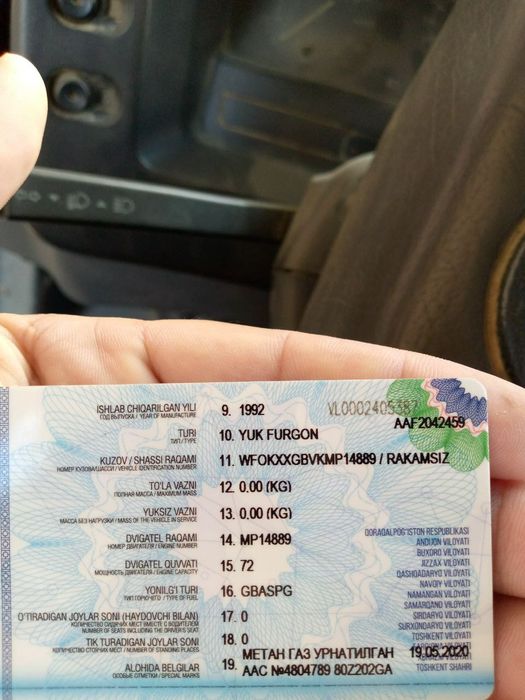 ISHLAB CHIQARILGAN YILI 9. 1992 VL0002405387
ГОД ВЫПУСКА / YEAR OF MANUFACTURE AAF2042459
TURI 10. YUK FURGON
ТИП / TYPE
KUZOV / SHASSI RAQAMI 11. WFOKXXGBVKMP14889 / RAKAMSIZ
НОМЕР КУЗОВА/ШАССИ / VEHICLE IDENTIFICATION NUMBER
TO'LA VAZNI 12. 0.00 (KG)
ПОЛНАЯ МАССА / MAXIMUM MASS
YUKSIZ VAZNI 13. 0.00 (KG)
МАССА БЕЗ НАГРУЗКИ / MASS OF THE VEHICLE IN SERVICE
DVIGATEL RAQAMI 14. MP14889
НОМЕР ДВИГАТЕЛЯ / ENGINE NUMBER
DVIGATEL QUVVATI 15. 72
МОЩНОСТЬ ДВИГАТЕЛЯ / ENGINE CAPACITY
YONILG'I TURI 16. GBASPG
ТИП ГОРЮЧЕГО / TYPE OF FUEL
O'TIRADIGAN JOYLAR SONI (HAYDOVCHI BILAN) 17. 0
КОЛИЧЕСТВО СИДЯЧИХ МЕСТ ВМЕСТЕ С ВОДИТЕЛЕМ
NUMBER OF SEATS INCLUDING THE DRIVER'S SEAT
TIK TURADIGAN JOYLAR SONI 18. 0
КОЛИЧЕСТВО СТОЯЧИХ МЕСТ / NUMBER OF STANDING PLACES
ALOHIDA BELGILAR 19. МЕТАН ГАЗ УРНАТИЛГАН 19.05.2020
ОСОБЫЕ ОТМЕТКИ / SPECIAL MARKS ААС №4804789 80Z202GA
QORAQALPOG'ISTON RESPUBLIKASI
ANDIJON VILOYATI
BUXORO VILOYATI
JIZZAX VILOYATI
QASHQADARYO VILOYATI
NAVOIY VILOYATI
NAMANGAN VILOYATI
SAMARQAND VILOYATI
SIRDARYO VILOYATI
SURXONDARYO VILOYATI
TOSHKENT VILOYATI
VILOYATI
TOSHKENT SHAHRI